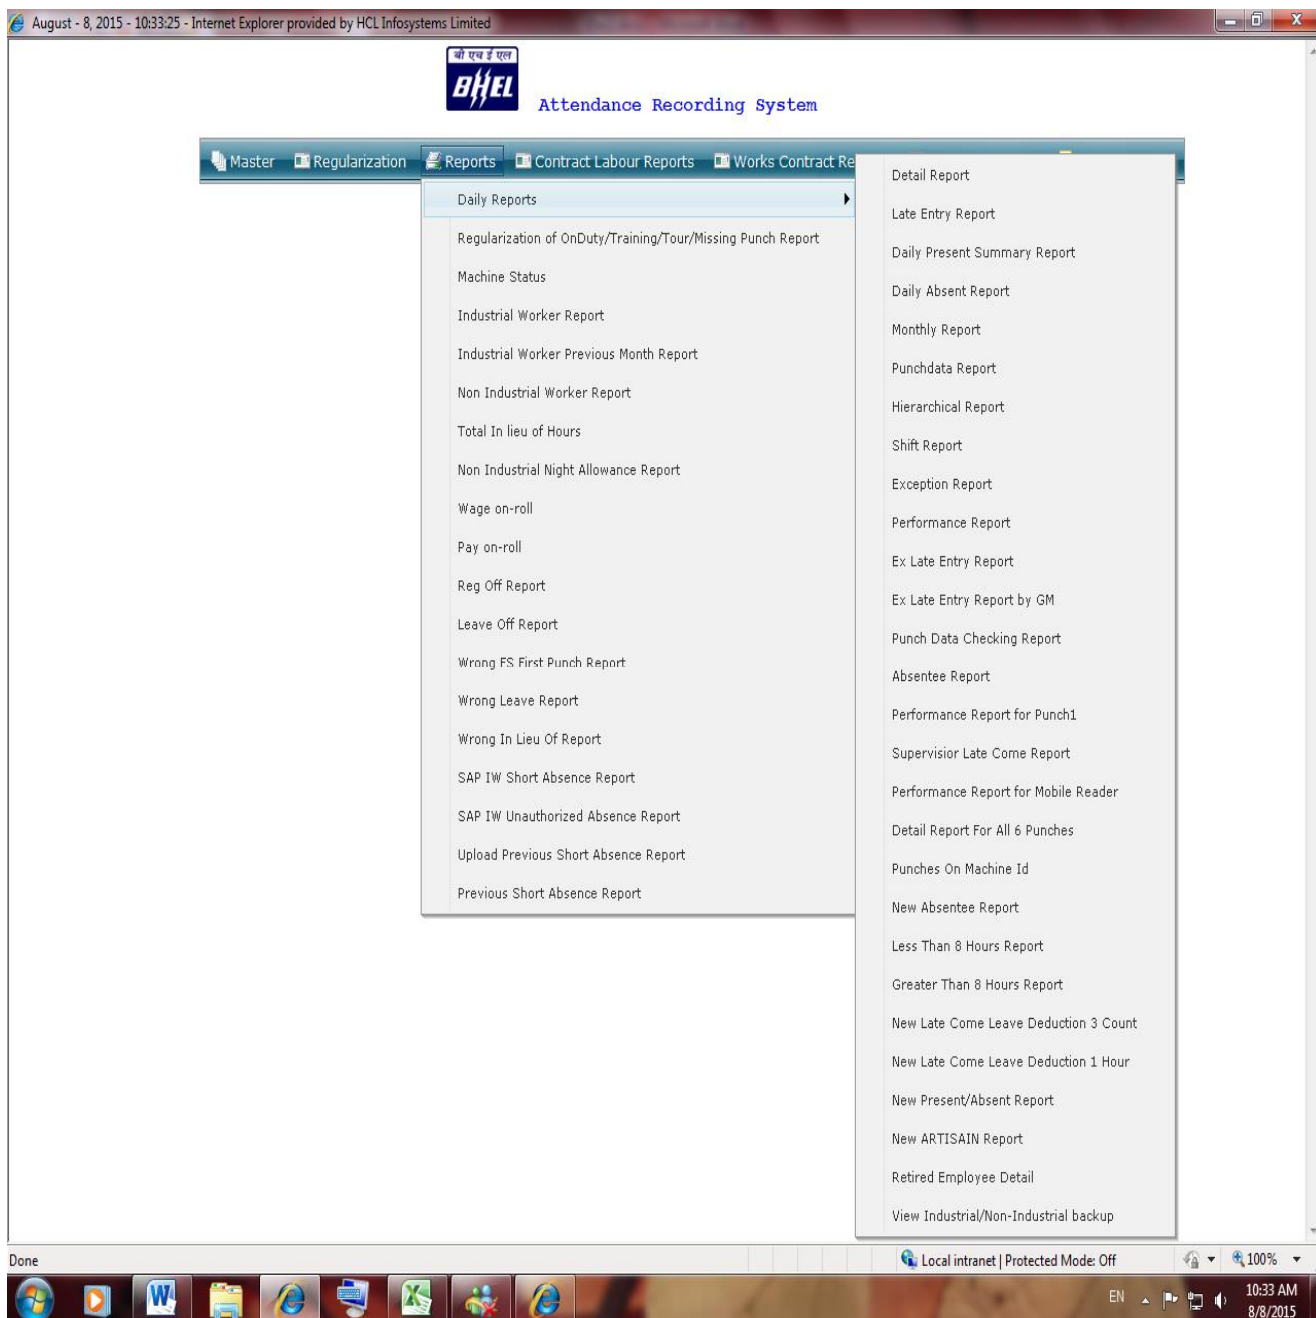 August - 8, 2015 - 10:33:25 - Internet Explorer provided by HCL Infosystems Limited
बी एच ई एल
BHEL
Attendance Recording System
Master Regularization Reports Contract Labour Reports Works Contract Re
Daily Reports
Regularization of OnDuty/Training/Tour/Missing Punch Report
Machine Status
Industrial Worker Report
Industrial Worker Previous Month Report
Non Industrial Worker Report
Total In lieu of Hours
Non Industrial Night Allowance Report
Wage on-roll
Pay on-roll
Reg Off Report
Leave Off Report
Wrong FS First Punch Report
Wrong Leave Report
Wrong In Lieu Of Report
SAP IW Short Absence Report
SAP IW Unauthorized Absence Report
Upload Previous Short Absence Report
Previous Short Absence Report
Detail Report
Late Entry Report
Daily Present Summary Report
Daily Absent Report
Monthly Report
Punchdata Report
Hierarchical Report
Shift Report
Exception Report
Performance Report
Ex Late Entry Report
Ex Late Entry Report by GM
Punch Data Checking Report
Absentee Report
Performance Report for Punch1
Supervisior Late Come Report
Performance Report for Mobile Reader
Detail Report For All 6 Punches
Punches On Machine Id
New Absentee Report
Less Than 8 Hours Report
Greater Than 8 Hours Report
New Late Come Leave Deduction 3 Count
New Late Come Leave Deduction 1 Hour
New Present/Absent Report
New ARTISAIN Report
Retired Employee Detail
View Industrial/Non-Industrial backup
Done Local intranet | Protected Mode: Off 100%
EN 10:33 AM
8/8/2015